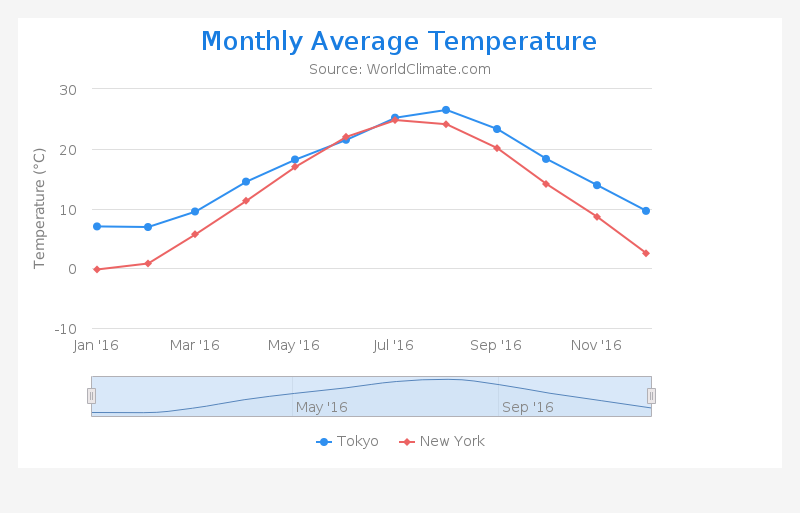 Monthly Average Temperature
Source: WorldClimate.com
Temperature (°C)
30
20
10
0
-10
Jan '16 Mar '16 May '16 Jul '16 Sep '16 Nov '16
May '16 Sep '16
Tokyo New York